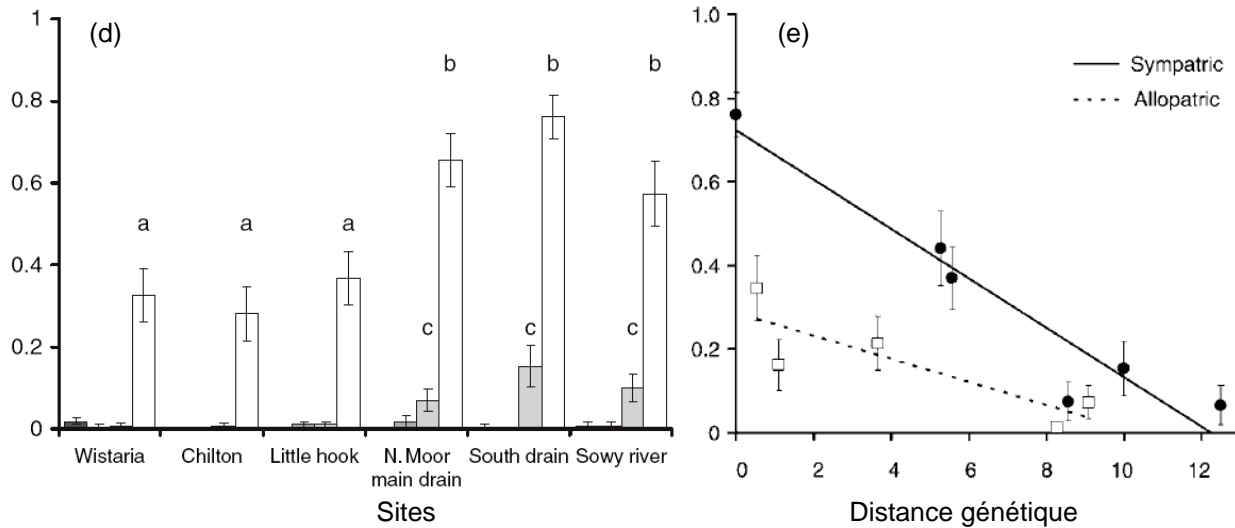 (d)
1
0.8
0.6
0.4
0.2
0
a
a
a
b
b
b
c
c
c
Wistaria
Chilton
Little hook
N. Moor
main drain
South drain
Sowy river
Sites
(e)
Sympatric
Allopatric
1.0
0.8
0.6
0.4
0.2
0
0
2
4
6
8
10
12
Distance génétique